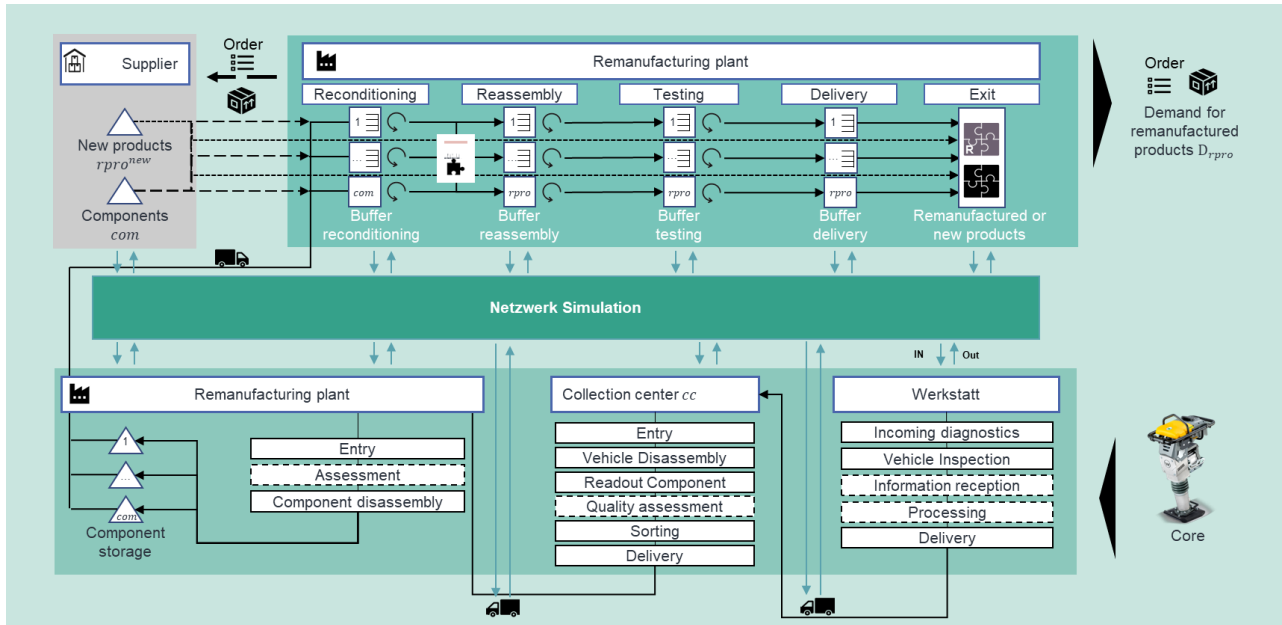 Supplier
Order
Remanufacturing plant
Reconditioning
Reassembly
Testing
Delivery
Exit
New products
rpro^new
Components
com
1
1
1
1
...
...
...
...
com
rpro
rpro
rpro
R
Buffer
reconditioning
Buffer
reassembly
Buffer
testing
Buffer
delivery
Remanufactured or
new products
Order
Demand for
remanufactured
products D_rpro
Netzwerk Simulation
IN
Out
Remanufacturing plant
1
...
com
Component
storage
Entry
Assessment
Component disassembly
Collection center cc
Entry
Vehicle Disassembly
Readout Component
Quality assessment
Sorting
Delivery
Werkstatt
Incoming diagnostics
Vehicle Inspection
Information reception
Processing
Delivery
Core